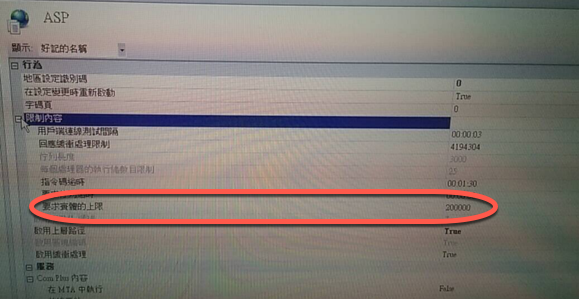 ASP
顯示: 好記的名稱
行為
地區設定識別碼 0
在設定變更時重新啟動 True
字碼頁 0
限制內容
用戶端連線測試間隔 00:00:03
回應緩衝處理限制 4194304
佇列長度 3000
每個處理器的執行緒數目限制 25
指令碼逾時 00:01:30
要求實體的上限 200000
啟用上層路徑 True
True
啟用緩衝處理 True
服務
Com Plus 內容
在 MTA 中執行 False